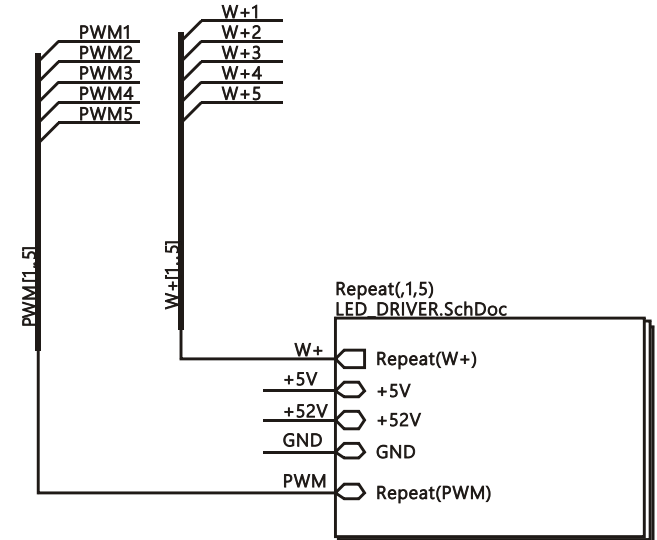 W+1
W+2
W+3
W+4
W+5
PWM1
PWM2
PWM3
PWM4
PWM5
PWM[1..5]
W+[1..5]
Repeat(,1,5)
LED_DRIVER.SchDoc
W+
Repeat(W+)
+5V
+5V
+52V
+52V
GND
GND
PWM
Repeat(PWM)